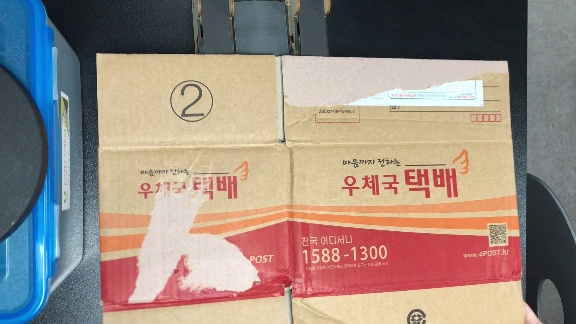 ②
마음까지 전하는
우체국 택배
마음까지 전하는
우체국 택배
POST
전국 어디서나
1588-1300
www.ePOST.kr